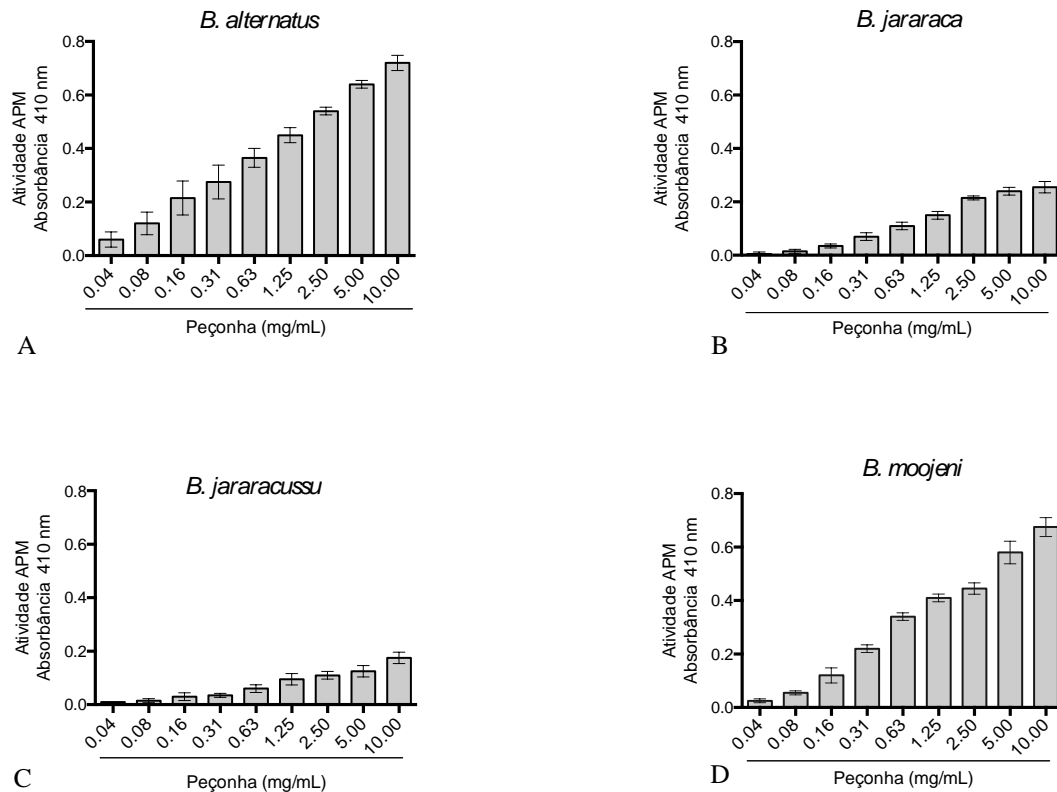 B. alternatus
Atividade APM
Absorbância 410 nm
0.8
0.6
0.4
0.2
0.0
0.04 0.08 0.16 0.31 0.63 1.25 2.50 5.00 10.00
Peçonha (mg/mL)
A
B. jararaca
Atividade APM
Absorbância 410 nm
0.8
0.6
0.4
0.2
0.0
0.04 0.08 0.16 0.31 0.63 1.25 2.50 5.00 10.00
Peçonha (mg/mL)
B
B. jararacussu
Atividade APM
Absorbância 410 nm
0.8
0.6
0.4
0.2
0.0
0.04 0.08 0.16 0.31 0.63 1.25 2.50 5.00 10.00
Peçonha (mg/mL)
C
B. moojeni
Atividade APM
Absorbância 410 nm
0.8
0.6
0.4
0.2
0.0
0.04 0.08 0.16 0.31 0.63 1.25 2.50 5.00 10.00
Peçonha (mg/mL)
D